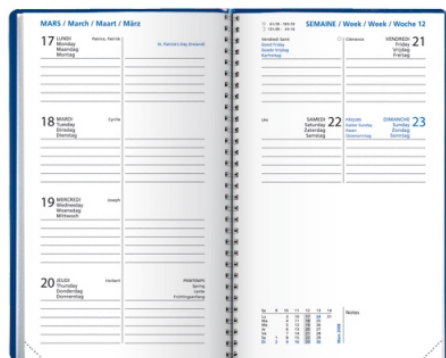 MARS / March / Maart / März
17 LUNDI
Monday
Maandag
Montag
Patrice, Patrick
St. Patrick's Day (Ireland)
18 MARDI
Tuesday
Dinsdag
Dienstag
Cyrille
19 MERCREDI
Wednesday
Woensdag
Mittwoch
Joseph
20 JEUDI
Thursday
Donderdag
Donnerstag
Herbert
PRINTEMPS
Spring
Lente
Frühlingsanfang
SEMAINE / Week / Week / Woche 12
Vendredi Saint
Good Friday
Goede Vrijdag
Karfreitag
Clémence
VENDREDI 21
Friday
Vrijdag
Freitag
Léa
SAMEDI 22
Saturday
Zaterdag
Samstag
PÂQUES
Easter Sunday
Pasen
Ostersonntag
DIMANCHE 23
Sunday
Zondag
Sonntag
Notes